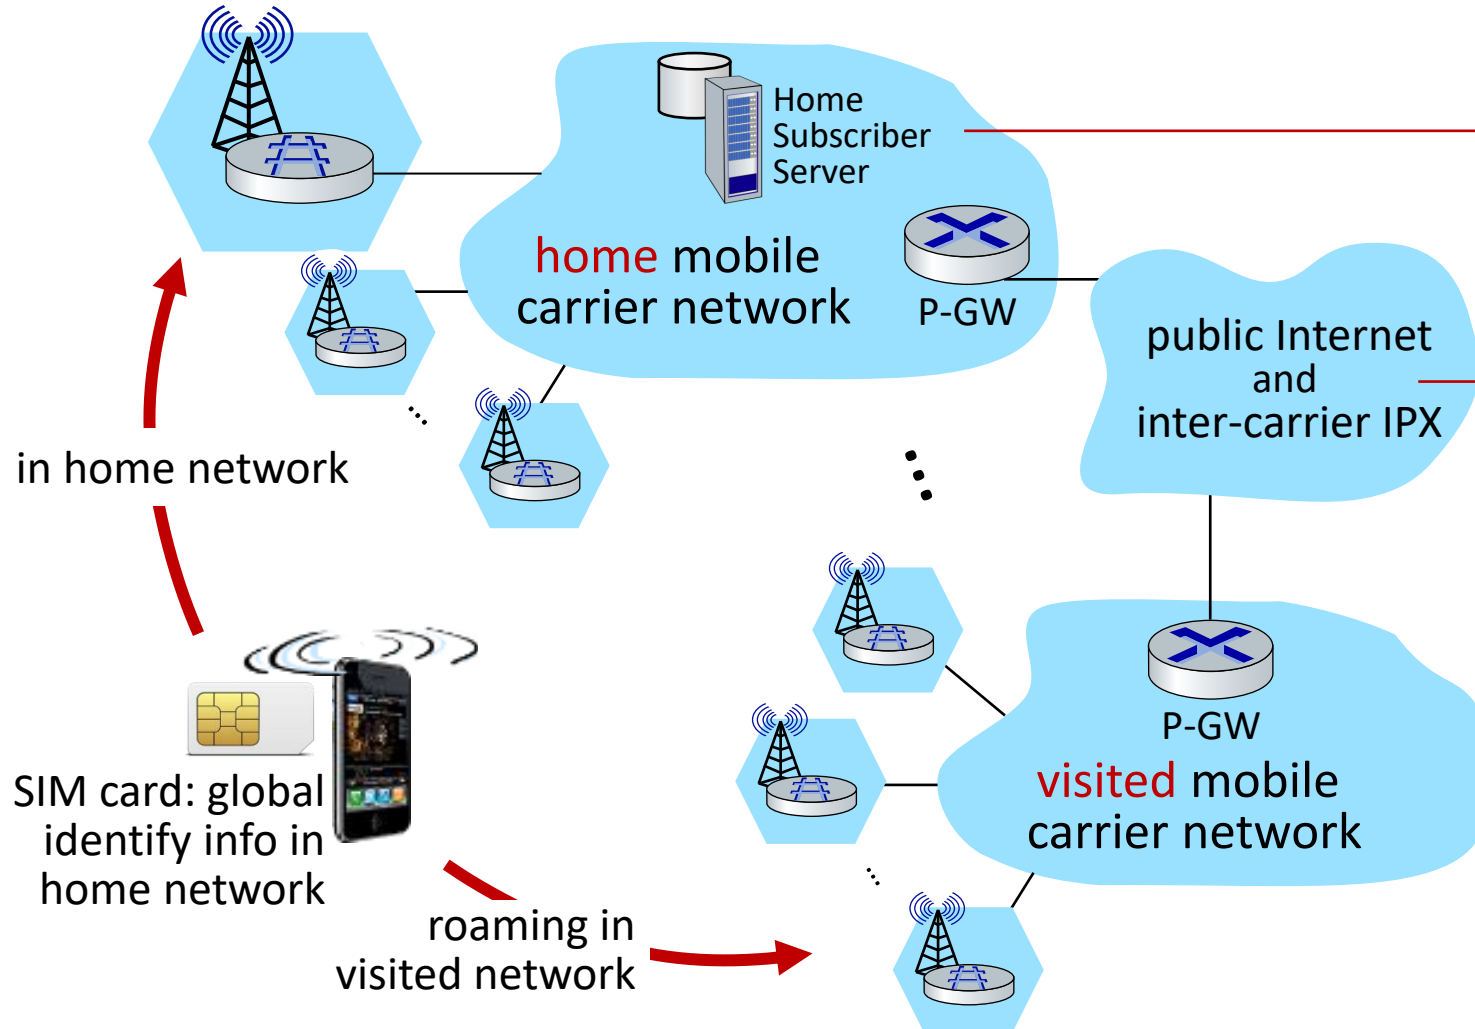 Home
Subscriber
Server
home mobile
carrier network
P-GW
public Internet
and
inter-carrier IPX
in home network
SIM card: global
identify info in
home network
P-GW
visited mobile
carrier network
roaming in
visited network